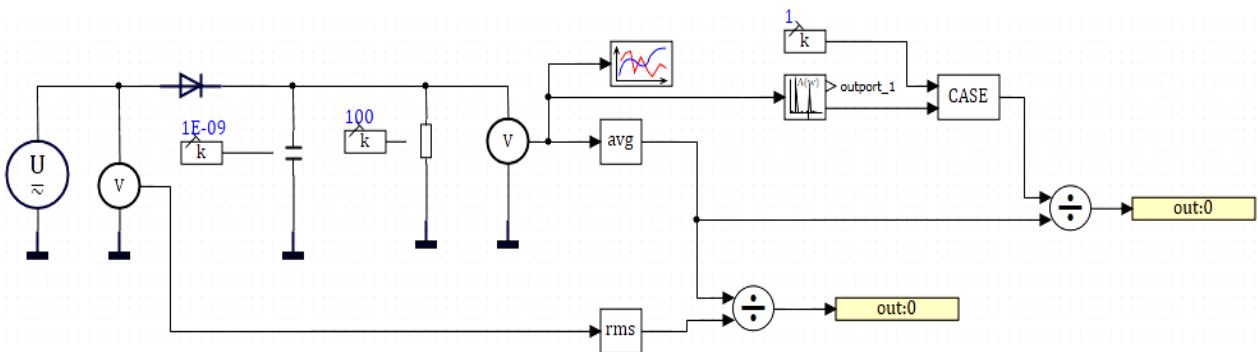 1
k
A(w)
outport_1
CASE
1E-09
k
100
k
U
~
V
V
avg
out:0
out:0
rms